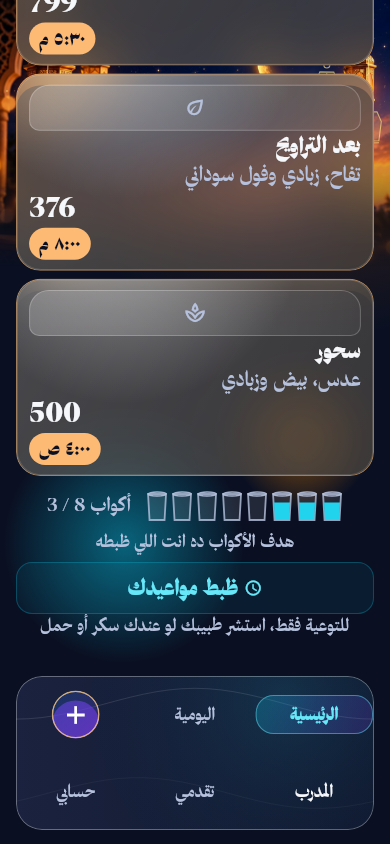 799
٥:٣٠ م
بعد التراويح
تفاح، زبادي وفول سوداني
376
٨:٠٠ م
سحور
عدس، بيض وزبادي
500
٤:٠٠ ص
3 / 8 أكواب
هدف الأكواب ده انت اللي ظبطه
ظبط مواعيدك
للتوعية فقط، استشر طبيبك لو عندك سكر أو حمل
الرئيسية
اليومية
المدرب
تقدمي
حسابي